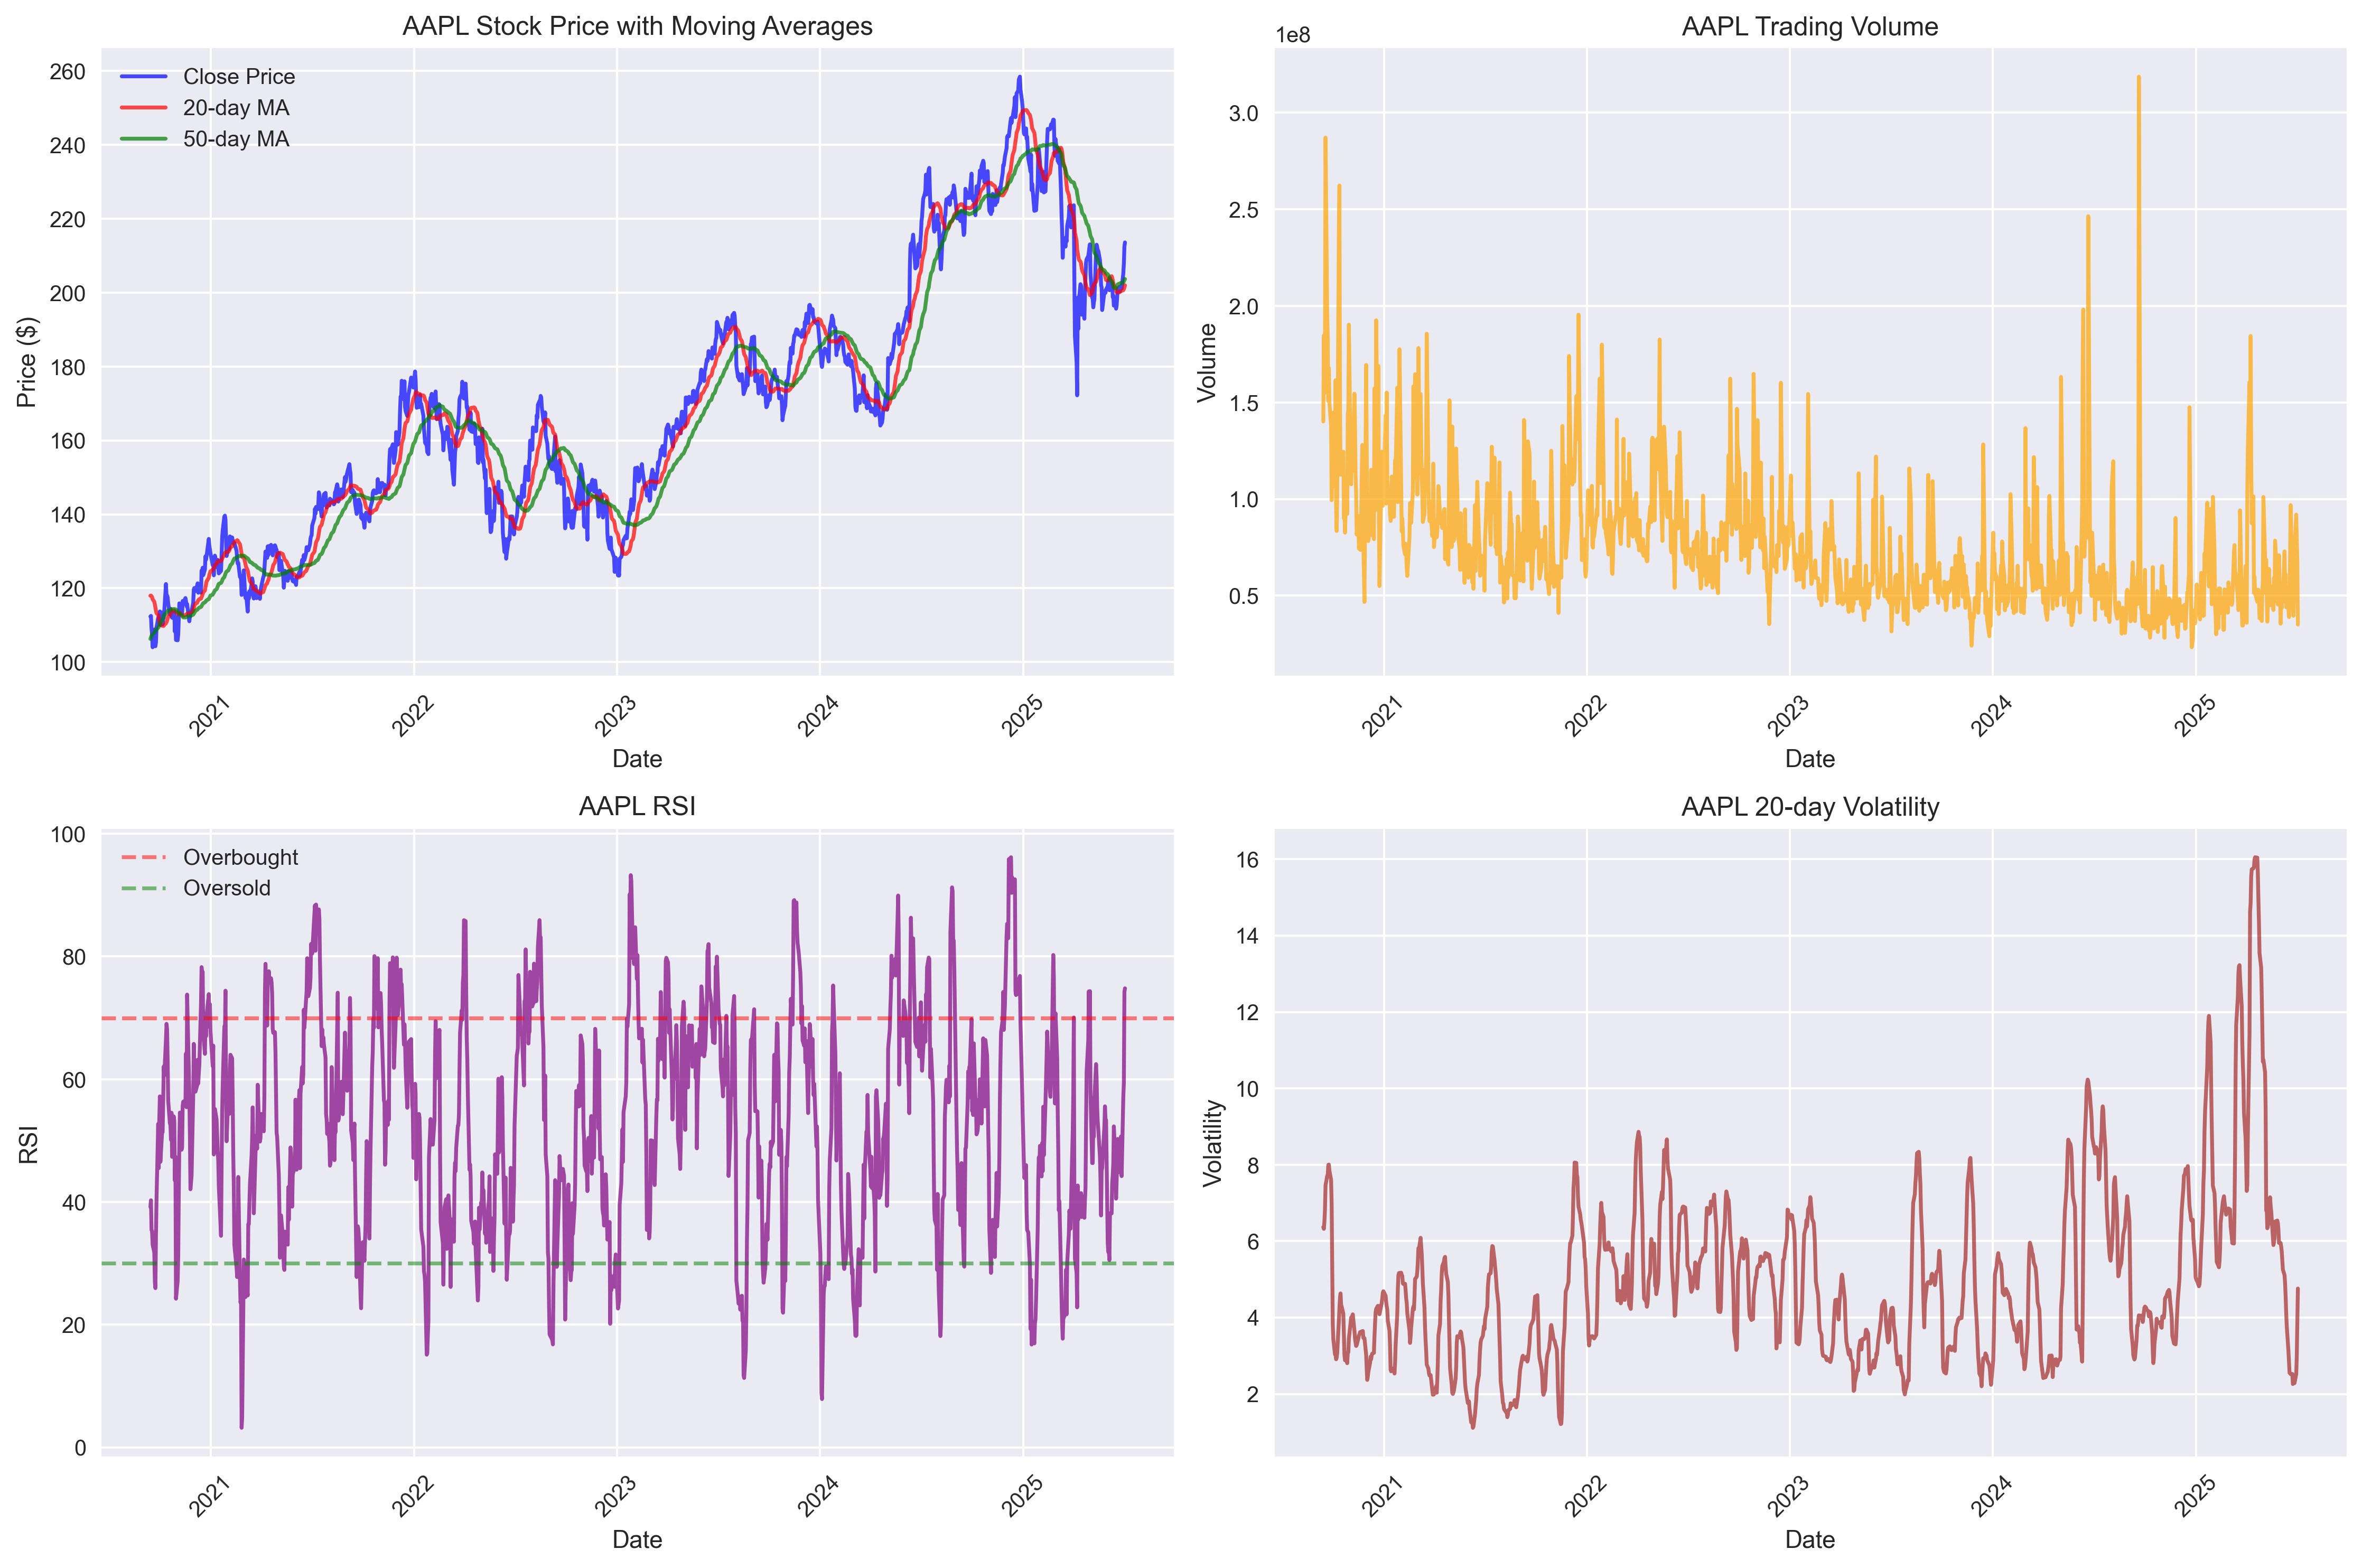 AAPL Stock Price with Moving Averages
Close Price
20-day MA
50-day MA
260
240
220
200
180
160
140
120
100
Price ($)
2021
2022
2023
2024
2025
Date
AAPL Trading Volume
1e8
3.0
2.5
2.0
1.5
1.0
0.5
Volume
2021
2022
2023
2024
2025
Date
AAPL RSI
Overbought
Oversold
100
80
60
40
20
0
RSI
2021
2022
2023
2024
2025
Date
AAPL 20-day Volatility
16
14
12
10
8
6
4
2
Volatility
2021
2022
2023
2024
2025
Date